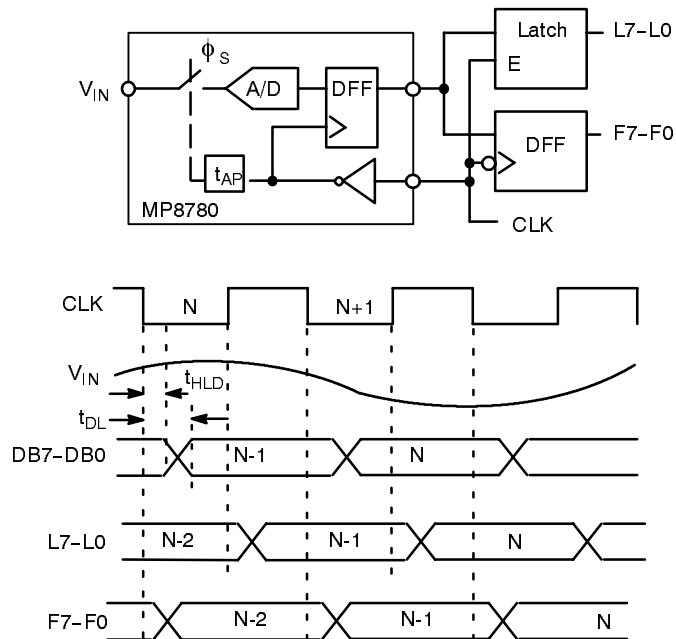 Latch
L7-L0
E
ϕS
VIN
A/D
DFF
DFF
F7-F0
tAP
MP8780
CLK
CLK
N
N+1
VIN
tHLD
tDL
DB7-DB0
N-1
N
L7-L0
N-2
N-1
N
F7-F0
N-2
N-1
N